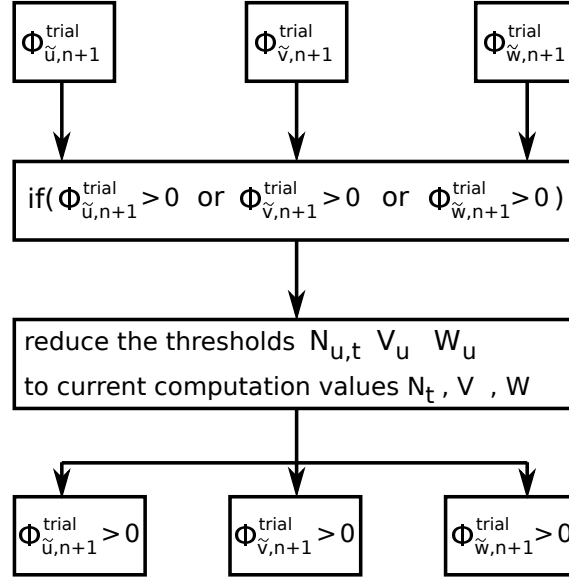 Φ^trial_ũ,n+1 Φ^trial_ṽ,n+1 Φ^trial_w̃,n+1
if(Φ^trial_ũ,n+1 >0 or Φ^trial_ṽ,n+1 >0 or Φ^trial_w̃,n+1 >0 )
reduce the thresholds N_u,t V_u W_u
to current computation values N_t , V , W
Φ^trial_ũ,n+1 >0 Φ^trial_ṽ,n+1 >0 Φ^trial_w̃,n+1 >0